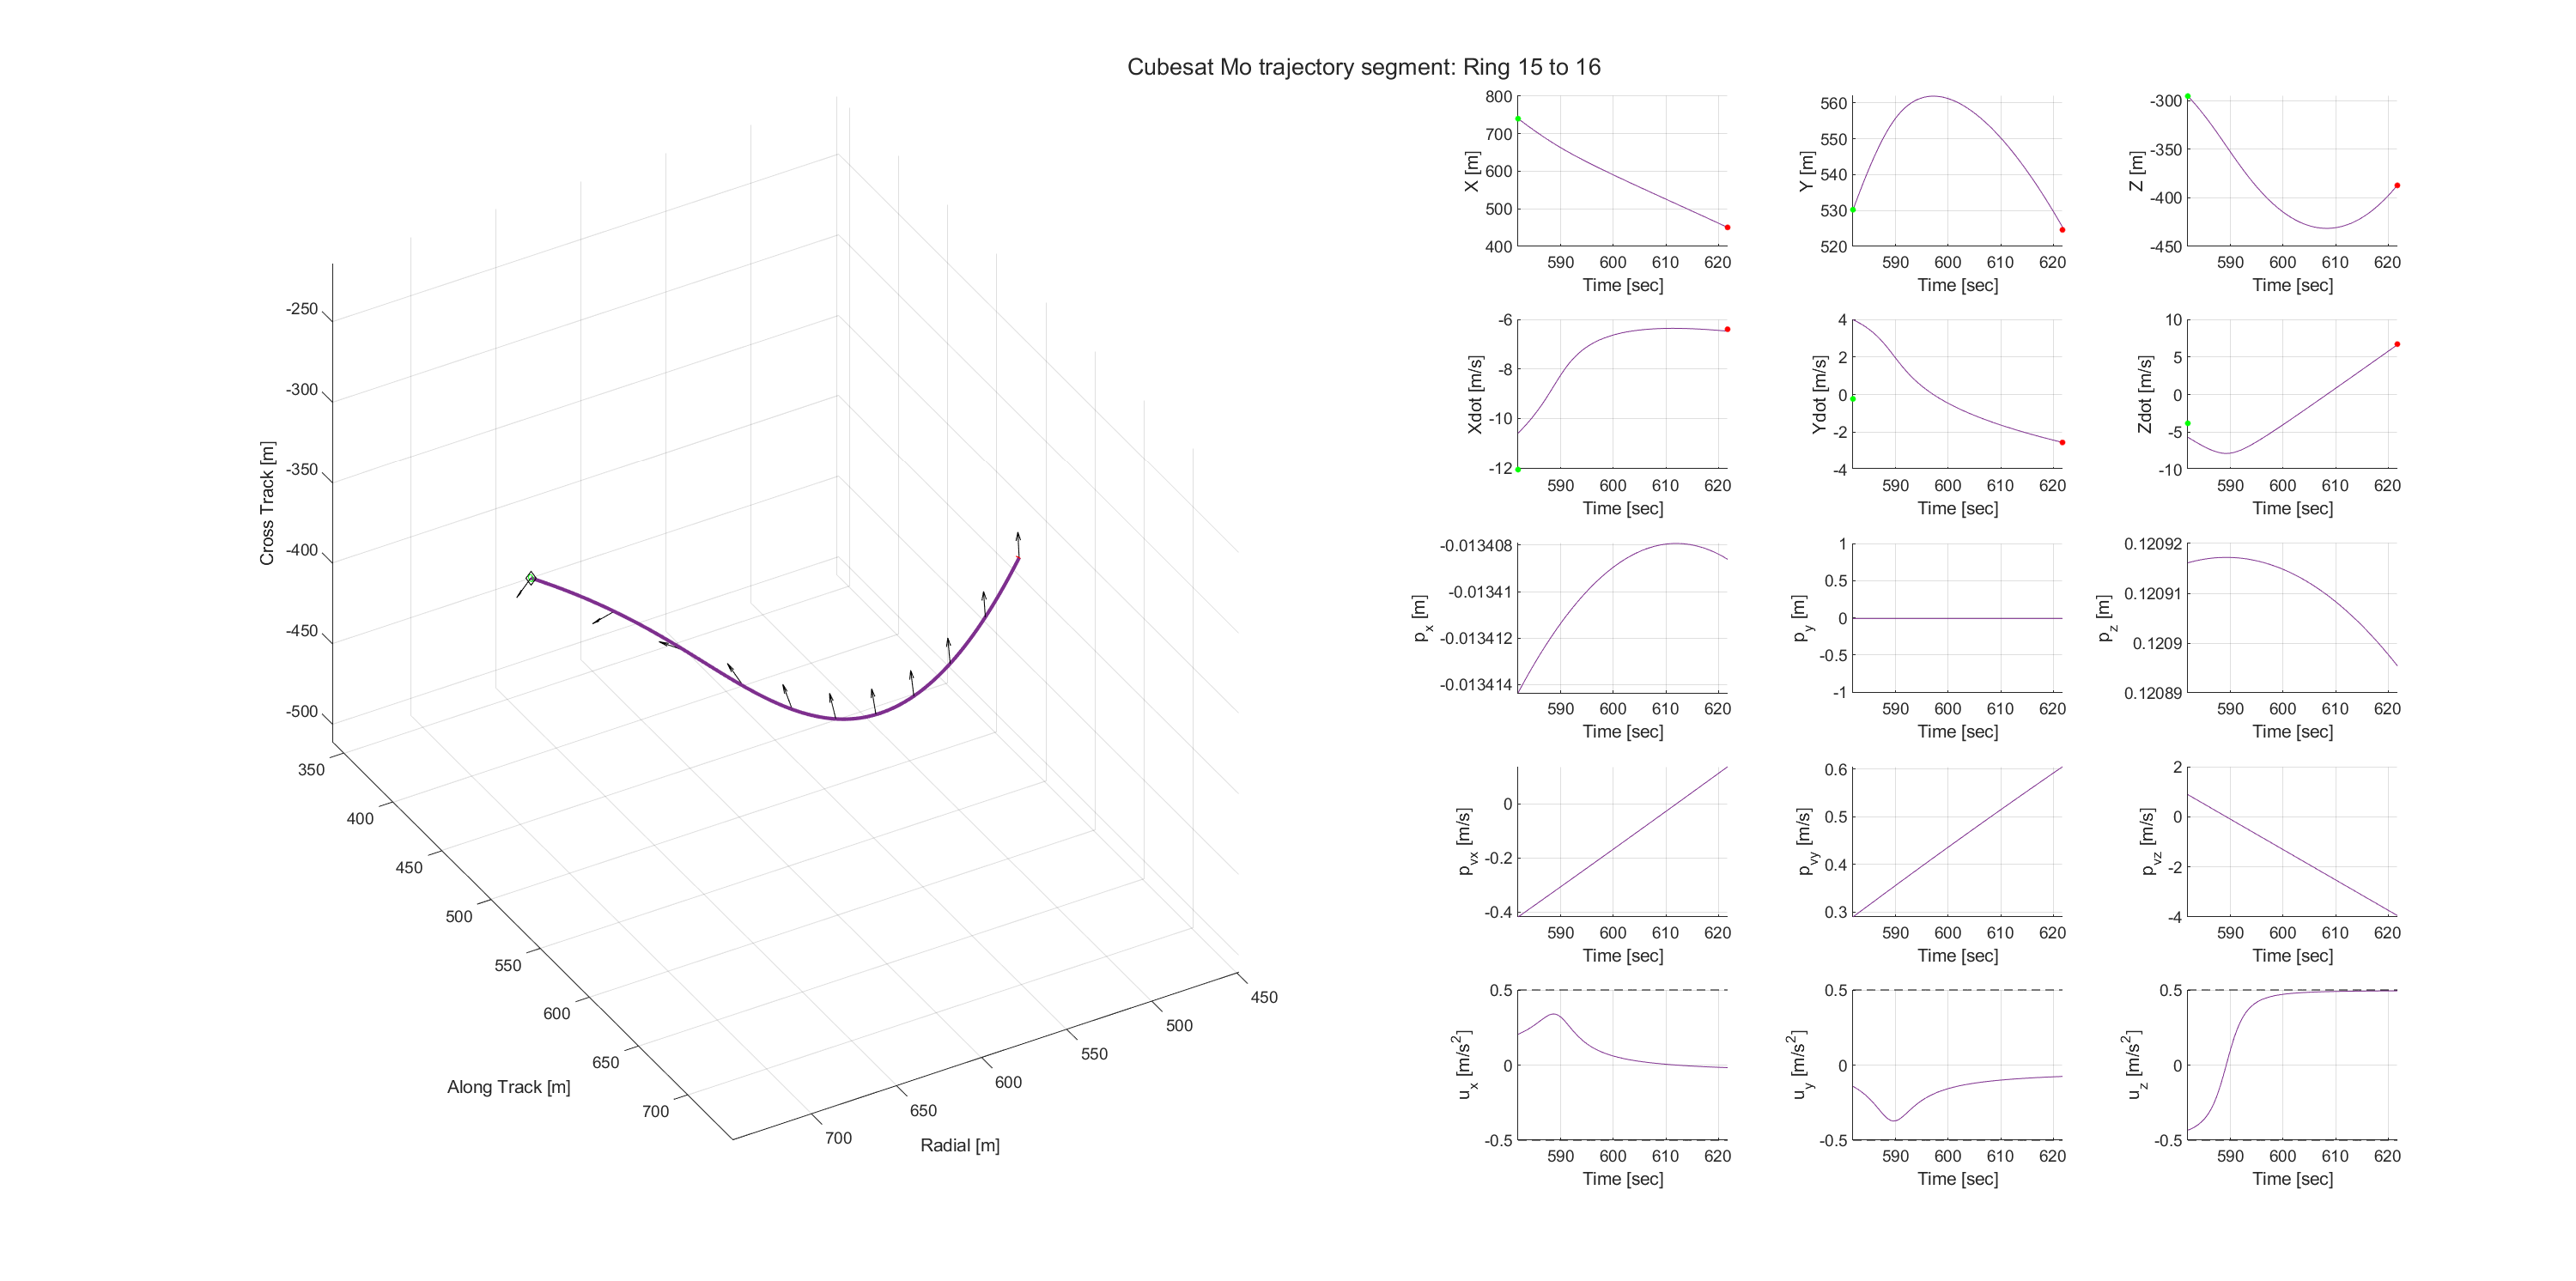 Cubesat Mo trajectory segment: Ring 15 to 16
-250
-300
-350
-400
-450
-500
Cross Track [m]
350
400
450
500
550
600
650
700
Along Track [m]
700
650
600
550
500
450
Radial [m]
800
700
600
500
400
X [m]
590 600 610 620
Time [sec]
560
550
540
530
520
Y [m]
590 600 610 620
Time [sec]
-300
-350
-400
-450
Z [m]
590 600 610 620
Time [sec]
-6
-8
-10
-12
Xdot [m/s]
590 600 610 620
Time [sec]
4
2
0
-2
-4
Ydot [m/s]
590 600 610 620
Time [sec]
10
5
0
-5
-10
Zdot [m/s]
590 600 610 620
Time [sec]
-0.013408
-0.01341
-0.013412
-0.013414
p_x [m]
590 600 610 620
Time [sec]
1
0.5
0
-0.5
-1
p_y [m]
590 600 610 620
Time [sec]
0.12092
0.12091
0.1209
0.12089
p_z [m]
590 600 610 620
Time [sec]
0
-0.2
-0.4
p_vx [m/s]
590 600 610 620
Time [sec]
0.6
0.5
0.4
0.3
p_vy [m/s]
590 600 610 620
Time [sec]
2
0
-2
-4
p_vz [m/s]
590 600 610 620
Time [sec]
0.5
0
-0.5
u_x [m/s²]
590 600 610 620
Time [sec]
0.5
0
-0.5
u_y [m/s²]
590 600 610 620
Time [sec]
0.5
0
-0.5
u_z [m/s²]
590 600 610 620
Time [sec]